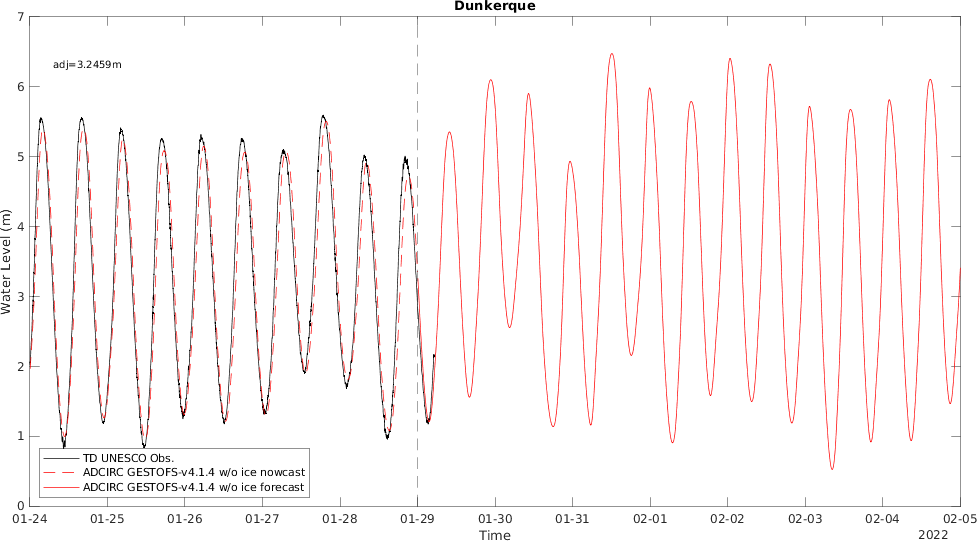 Dunkerque
7
adj=3.2459m
6
5
4
Water Level (m)
3
2
1
TD UNESCO Obs.
ADCIRC GESTOFS-v4.1.4 w/o ice nowcast
ADCIRC GESTOFS-v4.1.4 w/o ice forecast
0
01-24 01-25 01-26 01-27 01-28 01-29 01-30 01-31 02-01 02-02 02-03 02-04 02-05
Time
2022